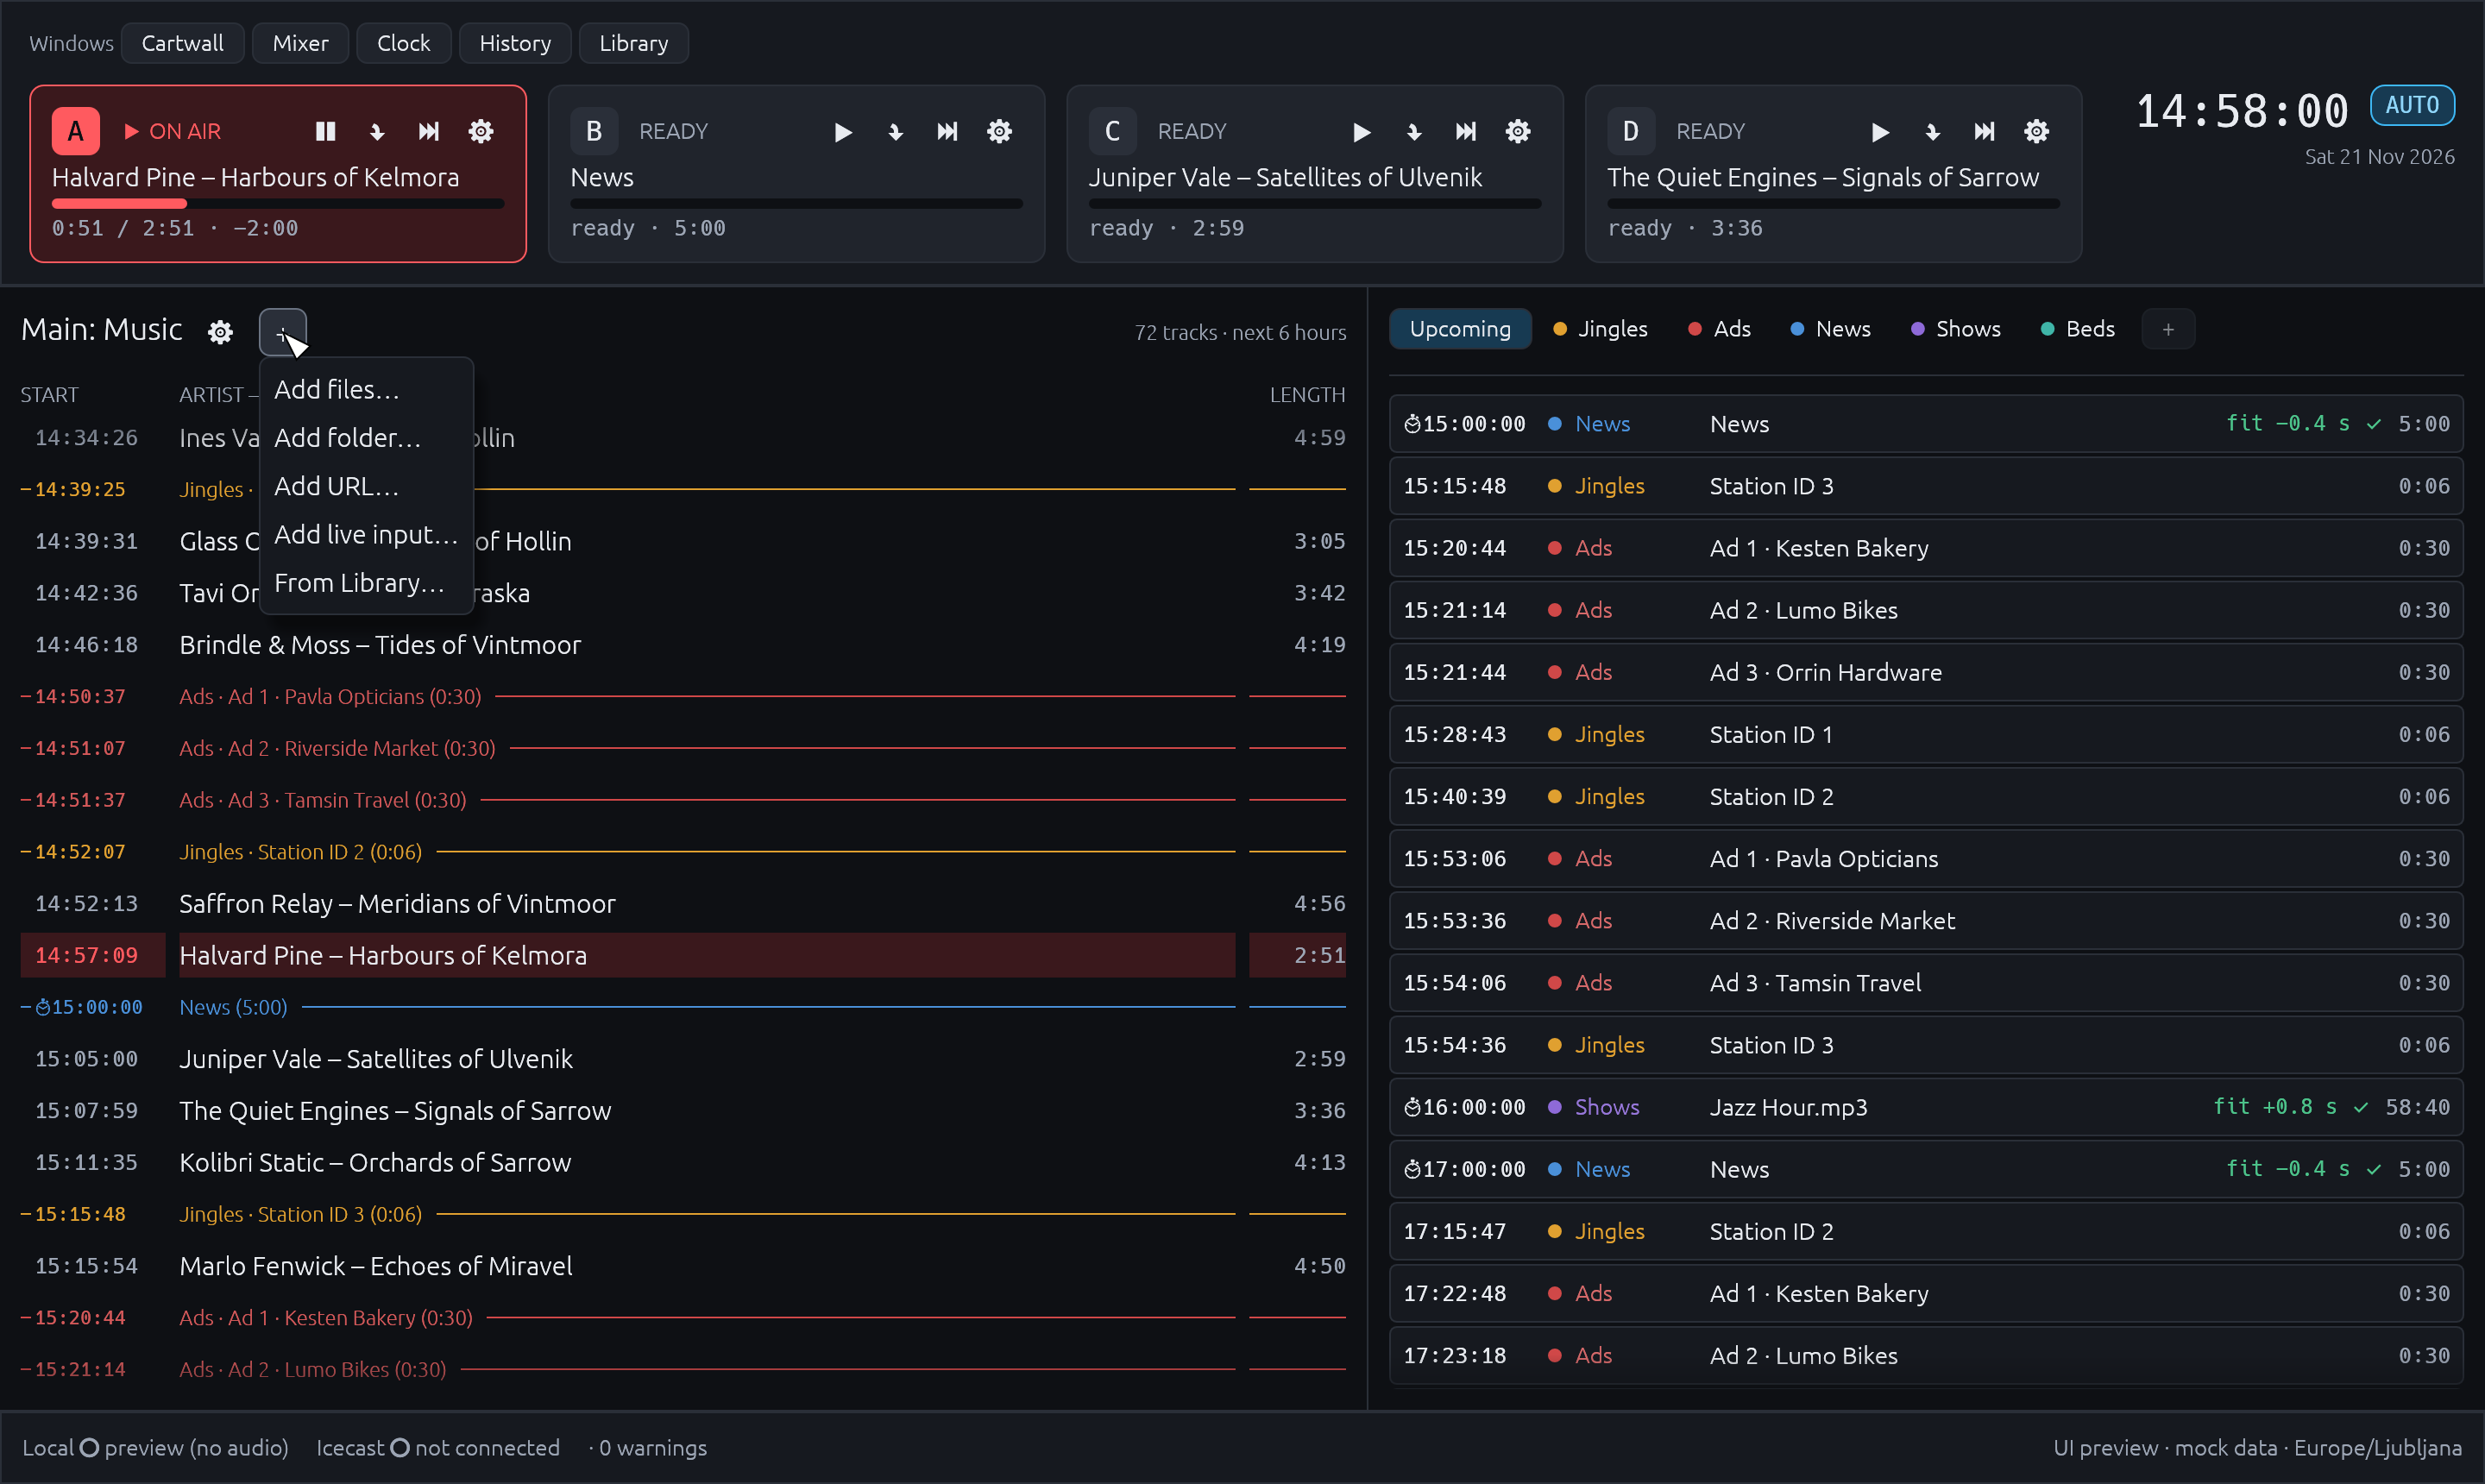 Windows Cartwall Mixer Clock History Library
A ON AIR
Halvard Pine – Harbours of Kelmora
0:51 / 2:51 · −2:00
B READY
News
ready · 5:00
C READY
Juniper Vale – Satellites of Ulvenik
ready · 2:59
D READY
The Quiet Engines – Signals of Sarrow
ready · 3:36
14:58:00 AUTO
Sat 21 Nov 2026
Main: Music + 72 tracks · next 6 hours
Add files…
Add folder…
Add URL…
Add live input…
From Library…
START ARTIST – LENGTH
14:34:26 Ines 4:59
14:39:25 Jingles ·
14:39:31 Glass of Hollin 3:05
14:42:36 Tavi 3:42
14:46:18 Brindle & Moss – Tides of Vintmoor 4:19
14:50:37 Ads · Ad 1 · Pavla Opticians (0:30)
14:51:07 Ads · Ad 2 · Riverside Market (0:30)
14:51:37 Ads · Ad 3 · Tamsin Travel (0:30)
14:52:07 Jingles · Station ID 2 (0:06)
14:52:13 Saffron Relay – Meridians of Vintmoor 4:56
14:57:09 Halvard Pine – Harbours of Kelmora 2:51
15:00:00 News (5:00)
15:05:00 Juniper Vale – Satellites of Ulvenik 2:59
15:07:59 The Quiet Engines – Signals of Sarrow 3:36
15:11:35 Kolibri Static – Orchards of Sarrow 4:13
15:15:48 Jingles · Station ID 3 (0:06)
15:15:54 Marlo Fenwick – Echoes of Miravel 4:50
15:20:44 Ads · Ad 1 · Kesten Bakery (0:30)
15:21:14 Ads · Ad 2 · Lumo Bikes (0:30)
Upcoming Jingles Ads News Shows Beds +
15:00:00 News News fit −0.4 s ✓ 5:00
15:15:48 Jingles Station ID 3 0:06
15:20:44 Ads Ad 1 · Kesten Bakery 0:30
15:21:14 Ads Ad 2 · Lumo Bikes 0:30
15:21:44 Ads Ad 3 · Orrin Hardware 0:30
15:28:43 Jingles Station ID 1 0:06
15:40:39 Jingles Station ID 2 0:06
15:53:06 Ads Ad 1 · Pavla Opticians 0:30
15:53:36 Ads Ad 2 · Riverside Market 0:30
15:54:06 Ads Ad 3 · Tamsin Travel 0:30
15:54:36 Jingles Station ID 3 0:06
16:00:00 Shows Jazz Hour.mp3 fit +0.8 s ✓ 58:40
17:00:00 News News fit −0.4 s ✓ 5:00
17:15:47 Jingles Station ID 2 0:06
17:22:48 Ads Ad 1 · Kesten Bakery 0:30
17:23:18 Ads Ad 2 · Lumo Bikes 0:30
Local preview (no audio) Icecast not connected · 0 warnings
UI preview · mock data · Europe/Ljubljana